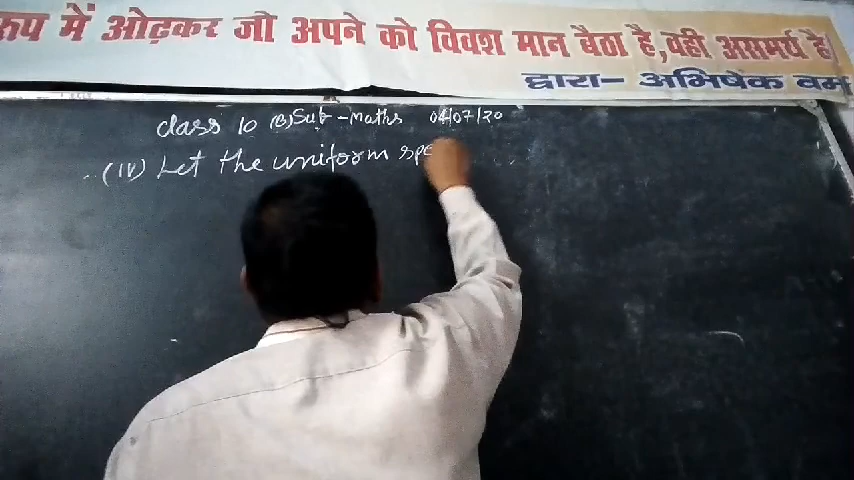 रूप में ओढ़कर जो अपने को विवश मान बैठा है, वही असमर्थ है
द्वारा- अभिषेक वर्मा
class 10 (B) Sub - Maths 04/07/20
(IV) Let the uniform spe